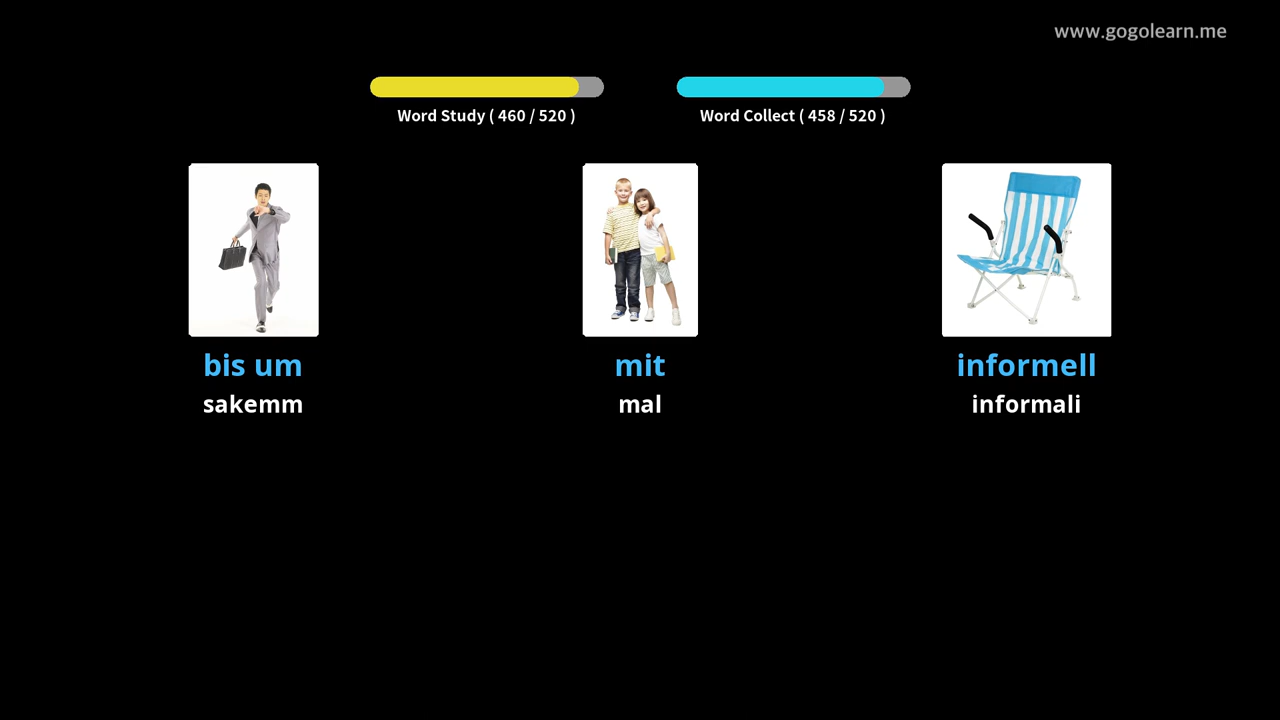 www.gogolearn.me
Word Study ( 460 / 520 )
Word Collect ( 458 / 520 )
bis um
sakemm
mit
mal
informell
informali